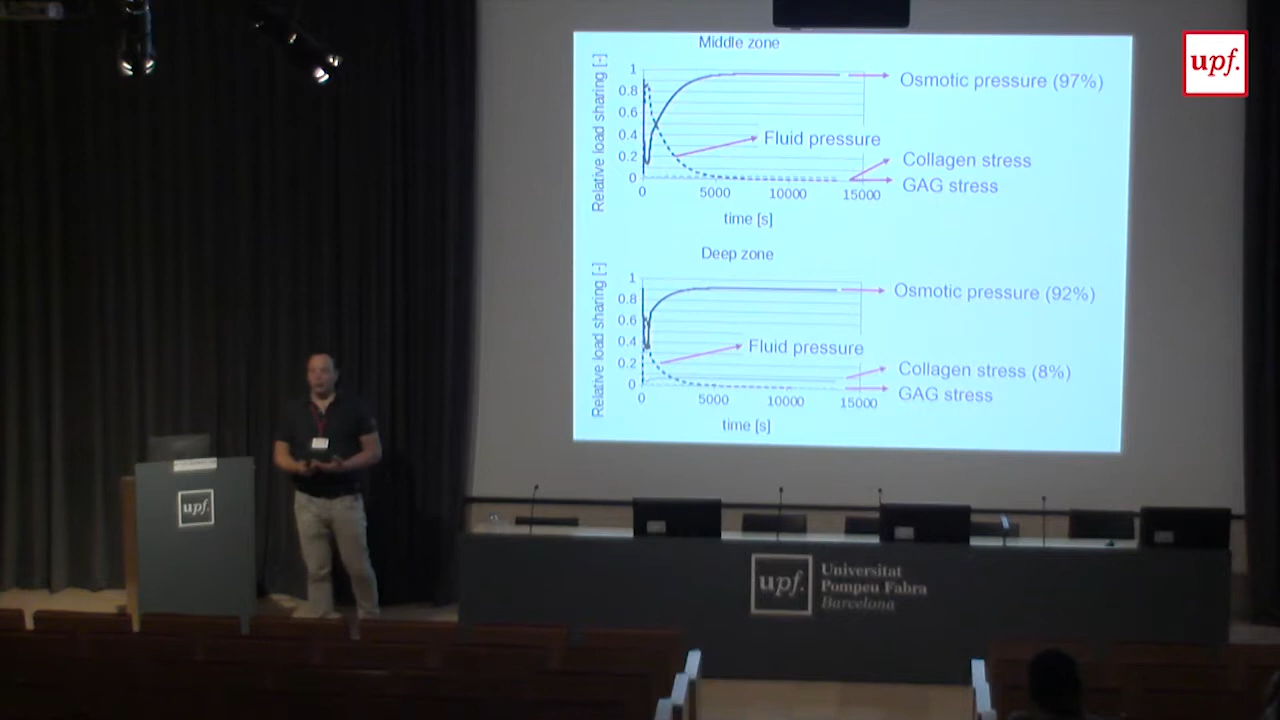 Middle zone
Relative load sharing [-]
1
0.8
0.6
0.4
0.2
0
0
5000
10000
15000
time [s]
Osmotic pressure (97%)
Fluid pressure
Collagen stress
GAG stress
Deep zone
Relative load sharing [-]
1
0.8
0.6
0.4
0.2
0
0
5000
10000
15000
time [s]
Osmotic pressure (92%)
Fluid pressure
Collagen stress (8%)
GAG stress
upf.
upf.
upf.
Universitat
Pompeu Fabra
Barcelona